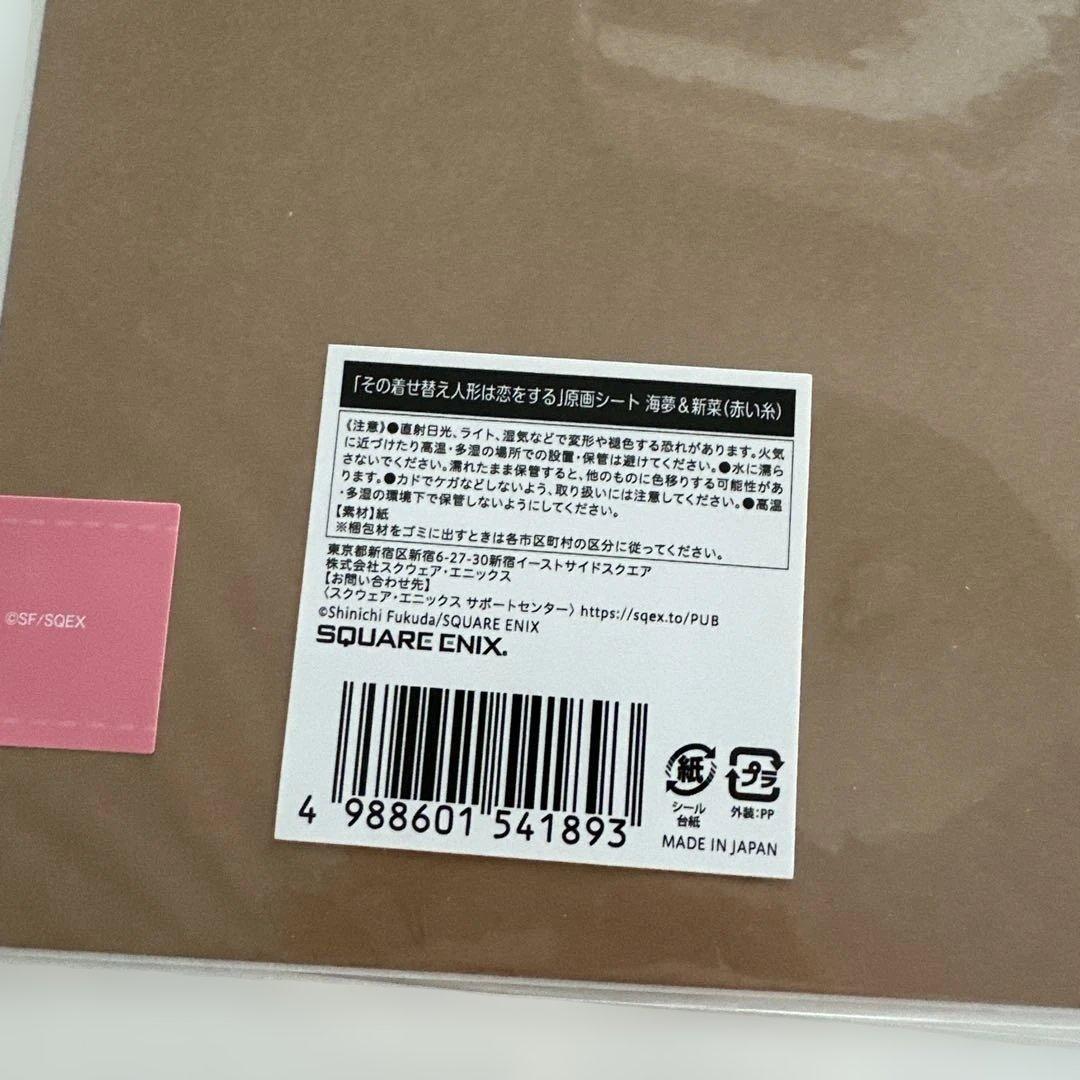 「その着せ替え人形は恋をする」原画シート 海夢＆新菜(赤い糸)
《注意》●直射日光、ライト、湿気などで変形や褪色する恐れがあります。火気
に近づけたり高温・多湿の場所での設置・保管は避けてください。●水に濡ら
さないでください。濡れたまま保管すると、他のものに色移りする可能性があ
ります。●カドでケガなどしないよう、取り扱いには注意してください。●高温
・多湿の環境下で保管しないようにしてください。
【素材】紙
※梱包材をゴミに出すときは各市区町村の区分に従ってください。
東京都新宿区新宿6-27-30新宿イーストサイドスクエア
株式会社スクウェア・エニックス
【お問い合わせ先】
〈スクウェア・エニックス サポートセンター〉https://sqex.to/PUB
©Shinichi Fukuda/SQUARE ENIX
SQUARE ENIX.
4 988601 541893
紙
シール
台紙
プラ
外装:PP
MADE IN JAPAN
©SF/SQEX